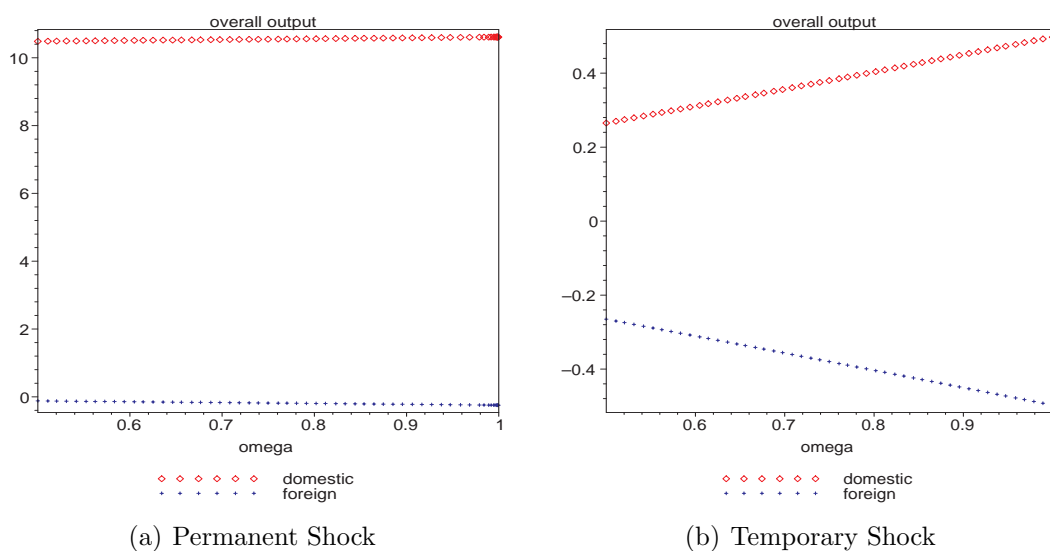 overall output
10
8
6
4
2
0
0.6 0.7 0.8 0.9 1
omega
domestic
foreign
(a) Permanent Shock
overall output
0.4
0.2
0
−0.2
−0.4
0.6 0.7 0.8 0.9
omega
domestic
foreign
(b) Temporary Shock